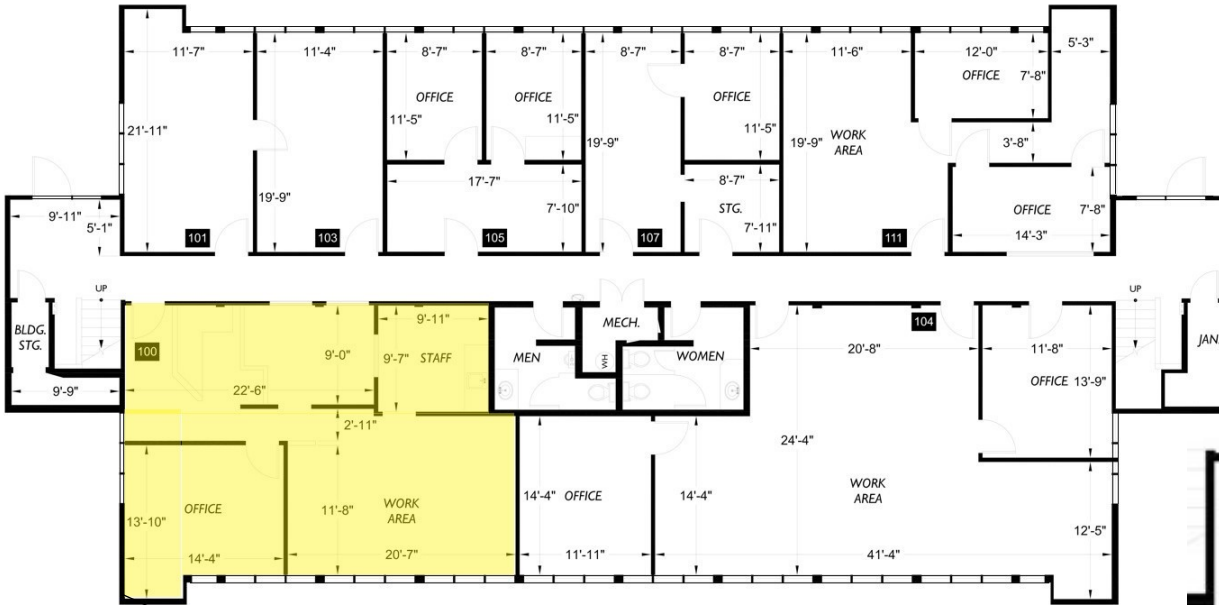 11'-7"
11'-4"
8'-7"
8'-7"
8'-7"
8'-7"
11'-6"
12'-0"
5'-3"
OFFICE
7'-8"
OFFICE
OFFICE
OFFICE
11'-5"
11'-5"
11'-5"
21'-11"
19'-9"
19'-9"
WORK
AREA
3'-8"
17'-7"
8'-7"
19'-9"
7'-10"
STG.
7'-11"
OFFICE
7'-8"
14'-3"
9'-11"
5'-1"
101
103
105
107
111
UP
UP
BLDG.
STG.
9'-9"
100
9'-0"
22'-6"
9'-11"
9'-7"
STAFF
MEN
MECH.
WH
WOMEN
104
20'-8"
11'-8"
OFFICE
13'-9"
JAN
2'-11"
24'-4"
OFFICE
13'-10"
14'-4"
11'-8"
WORK
AREA
20'-7"
14'-4"
OFFICE
11'-11"
14'-4"
WORK
AREA
41'-4"
12'-5"